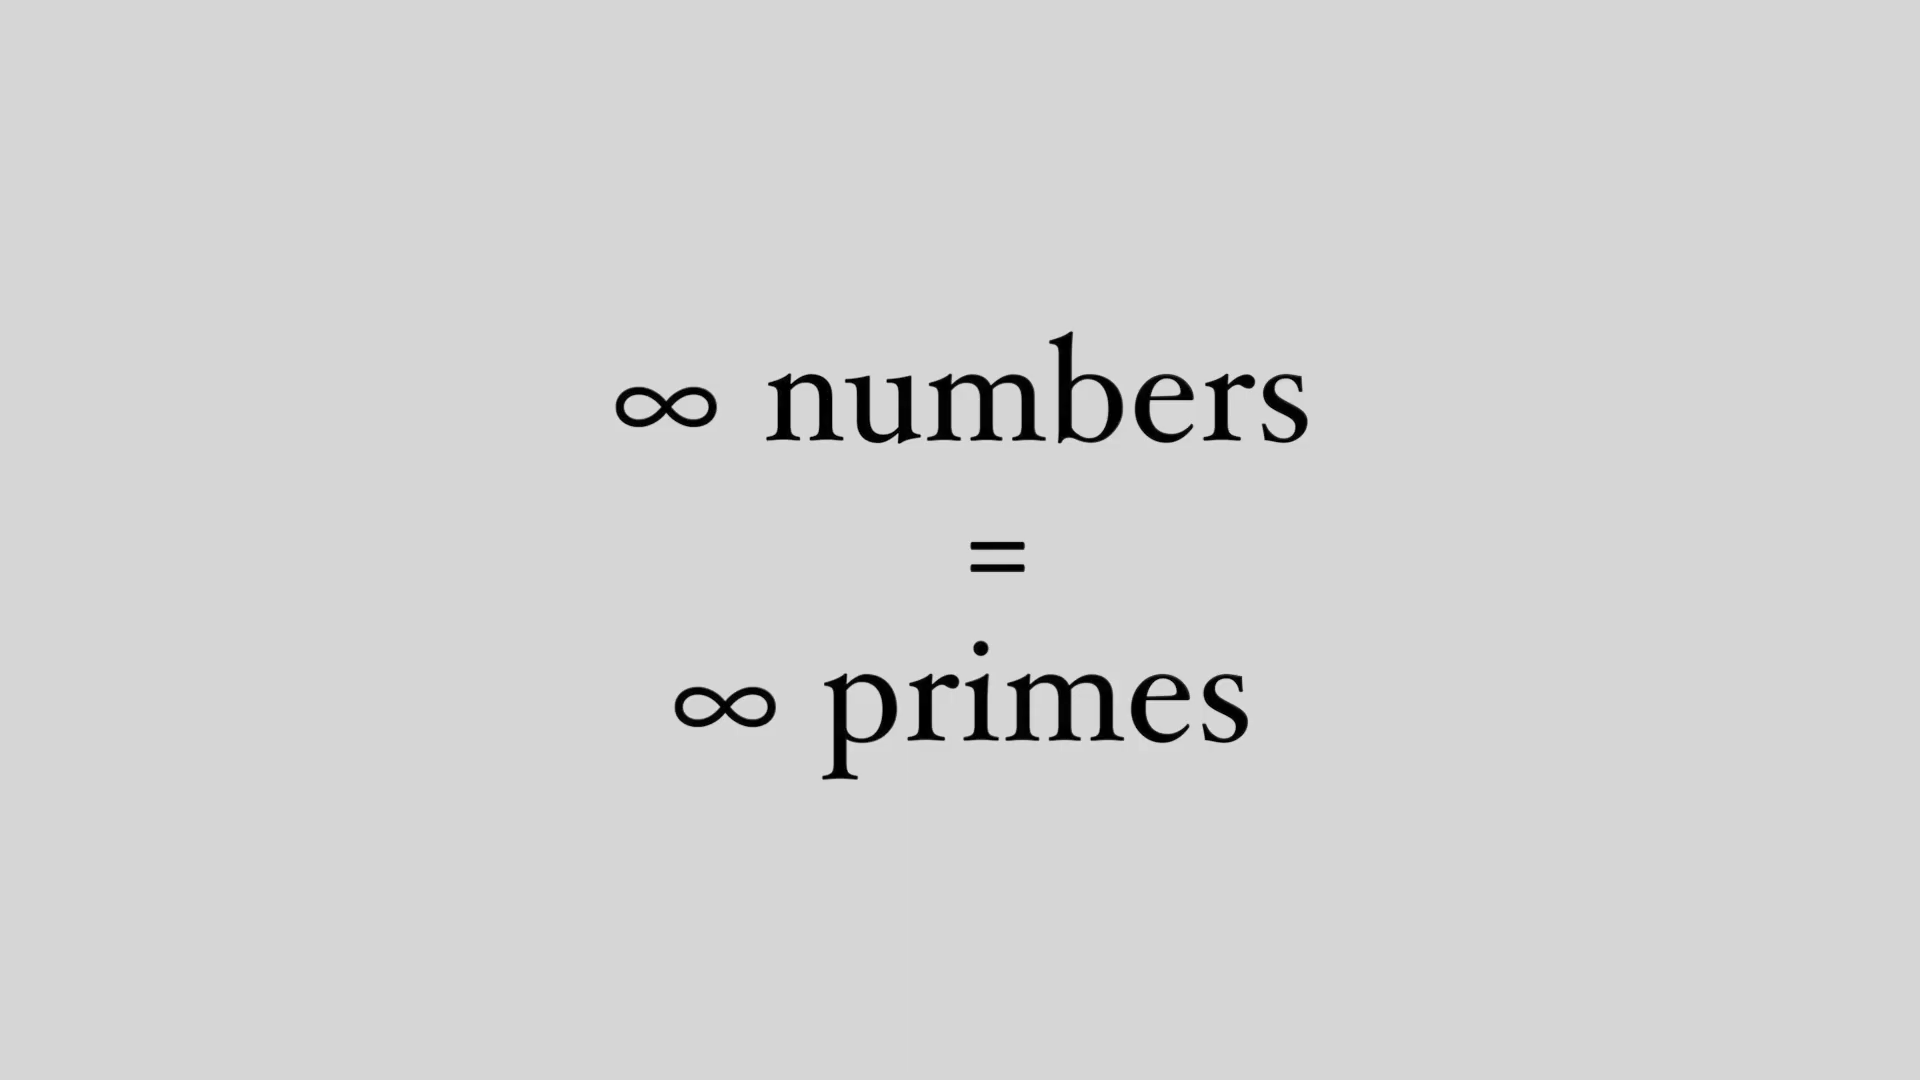 ∞ numbers
=
∞ primes